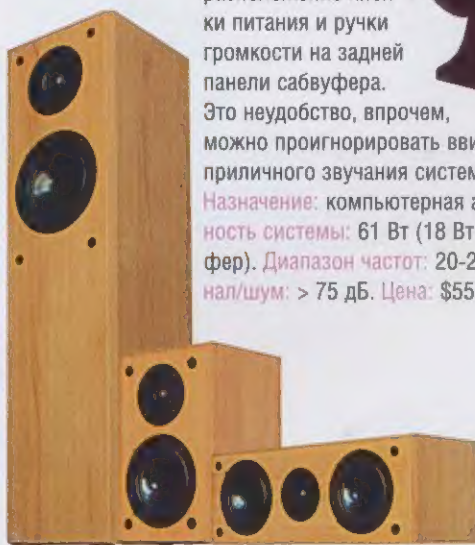 ки питания и ручки
громкости на задней
панели сабвуфера.
Это неудобство, впрочем,
можно проигнорировать вви
приличного звучания систем
Назначение: компьютерная а
ность системы: 61 Вт (18 Вт
фер). Диапазон частот: 20-2
нал/шум: > 75 дБ. Цена: $55